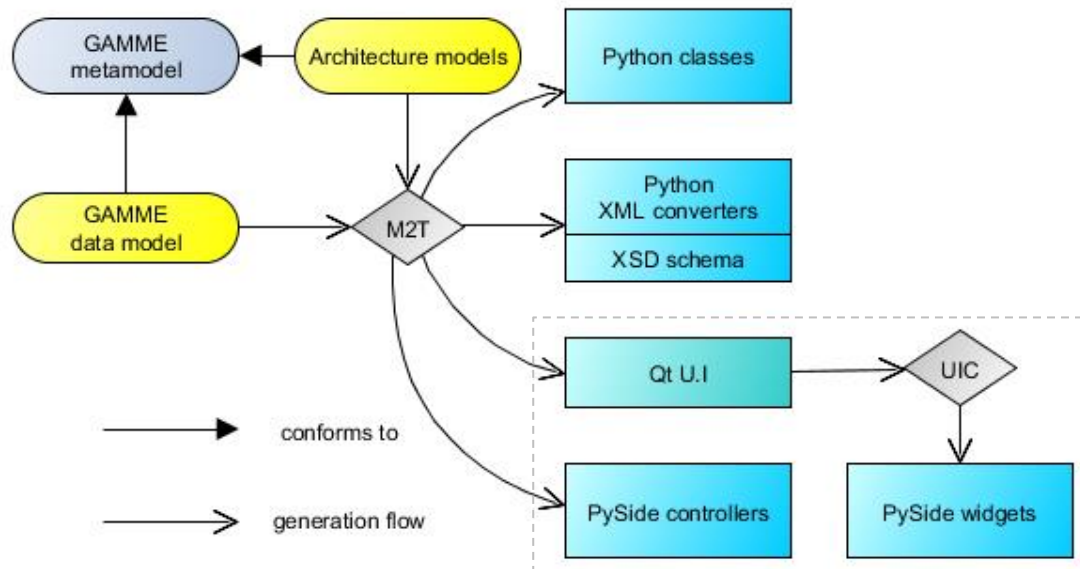 GAMME
metamodel
Architecture models
Python classes
Python
XML converters
XSD schema
GAMME
data model
M2T
Qt U.I
UIC
conforms to
generation flow
PySide controllers
PySide widgets